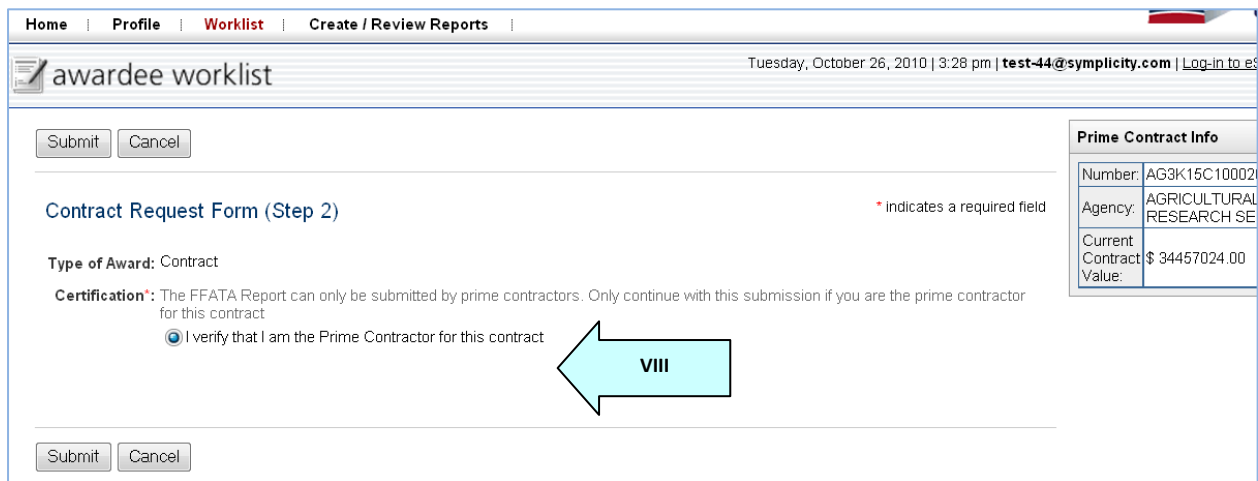 Home | Profile | Worklist | Create / Review Reports |
awardee worklist
Tuesday, October 26, 2010 | 3:28 pm | test-44@symplicity.com | Log-in to
Submit Cancel
Contract Request Form (Step 2)
* indicates a required field
Type of Award: Contract
Certification*: The FFATA Report can only be submitted by prime contractors. Only continue with this submission if you are the prime contractor
for this contract
I verify that I am the Prime Contractor for this contract
VIII
Submit Cancel
Prime Contract Info
Number: AG3K15C10002
Agency: AGRICULTURAL
RESEARCH SE
Current
Contract $ 34457024.00
Value: